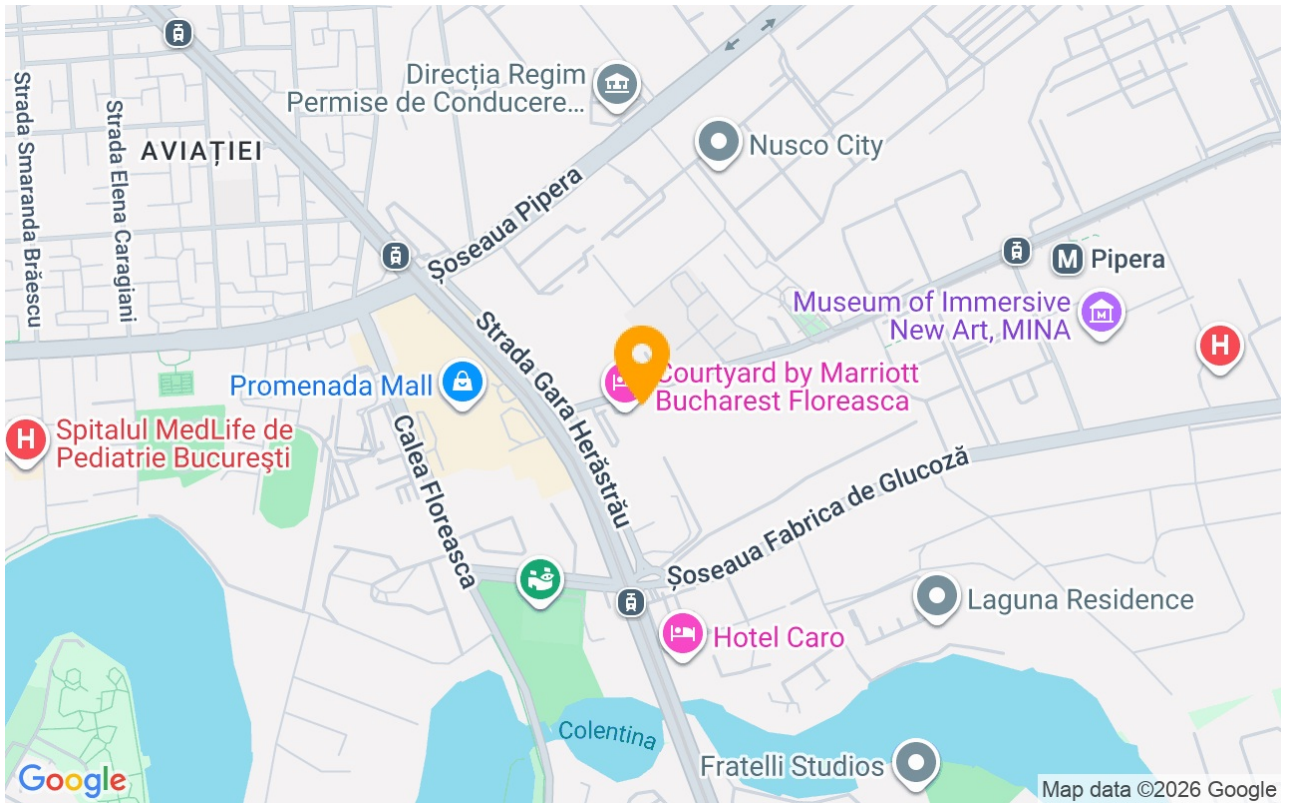 Direcția Regim
Permise de Conducere...
Strada Smaranda Brăescu
Strada Elena Caragiani
AVIAȚIEI
Nusco City
Șoseaua Pipera
M Pipera
Museum of Immersive
New Art, MINA
H
Strada Gara Herăstrău
Promenada Mall
Courtyard by Marriott
Bucharest Floreasca
H
Spitalul MedLife de
Pediatrie Bucureşti
Calea Floreasca
Șoseaua Fabrica de Glucoză
Laguna Residence
Hotel Caro
Colentina
Fratelli Studios
Google
Map data ©2026 Google